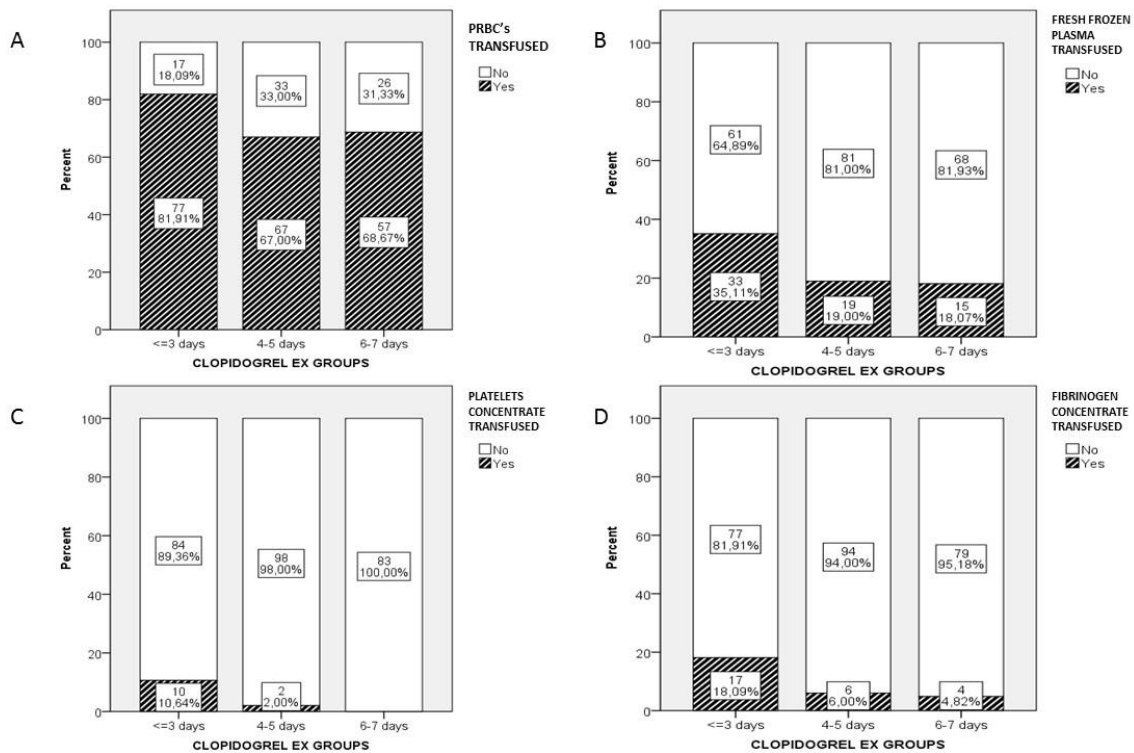 A
PRBC's
TRANSFUSED
No
Yes
Percent
100
80
60
40
20
0
17
18,09%
33
33,00%
26
31,33%
77
81,91%
67
67,00%
57
68,67%
<=3 days
4-5 days
6-7 days
CLOPIDOGREL EX GROUPS
B
FRESH FROZEN
PLASMA
TRANSFUSED
No
Yes
Percent
100
80
60
40
20
0
61
64,89%
81
81,00%
68
81,93%
33
35,11%
19
19,00%
15
18,07%
<=3 days
4-5 days
6-7 days
CLOPIDOGREL EX GROUPS
C
PLATELETS
CONCENTRATE
TRANSFUSED
No
Yes
Percent
100
80
60
40
20
0
84
89,36%
98
98,00%
83
100,00%
10
10,64%
2
2,00%
<=3 days
4-5 days
6-7 days
CLOPIDOGREL EX GROUPS
D
FIBRINOGEN
CONCENTRATE
TRANSFUSED
No
Yes
Percent
100
80
60
40
20
0
77
81,91%
94
94,00%
79
95,18%
17
18,09%
6
6,00%
4
4,82%
<=3 days
4-5 days
6-7 days
CLOPIDOGREL EX GROUPS